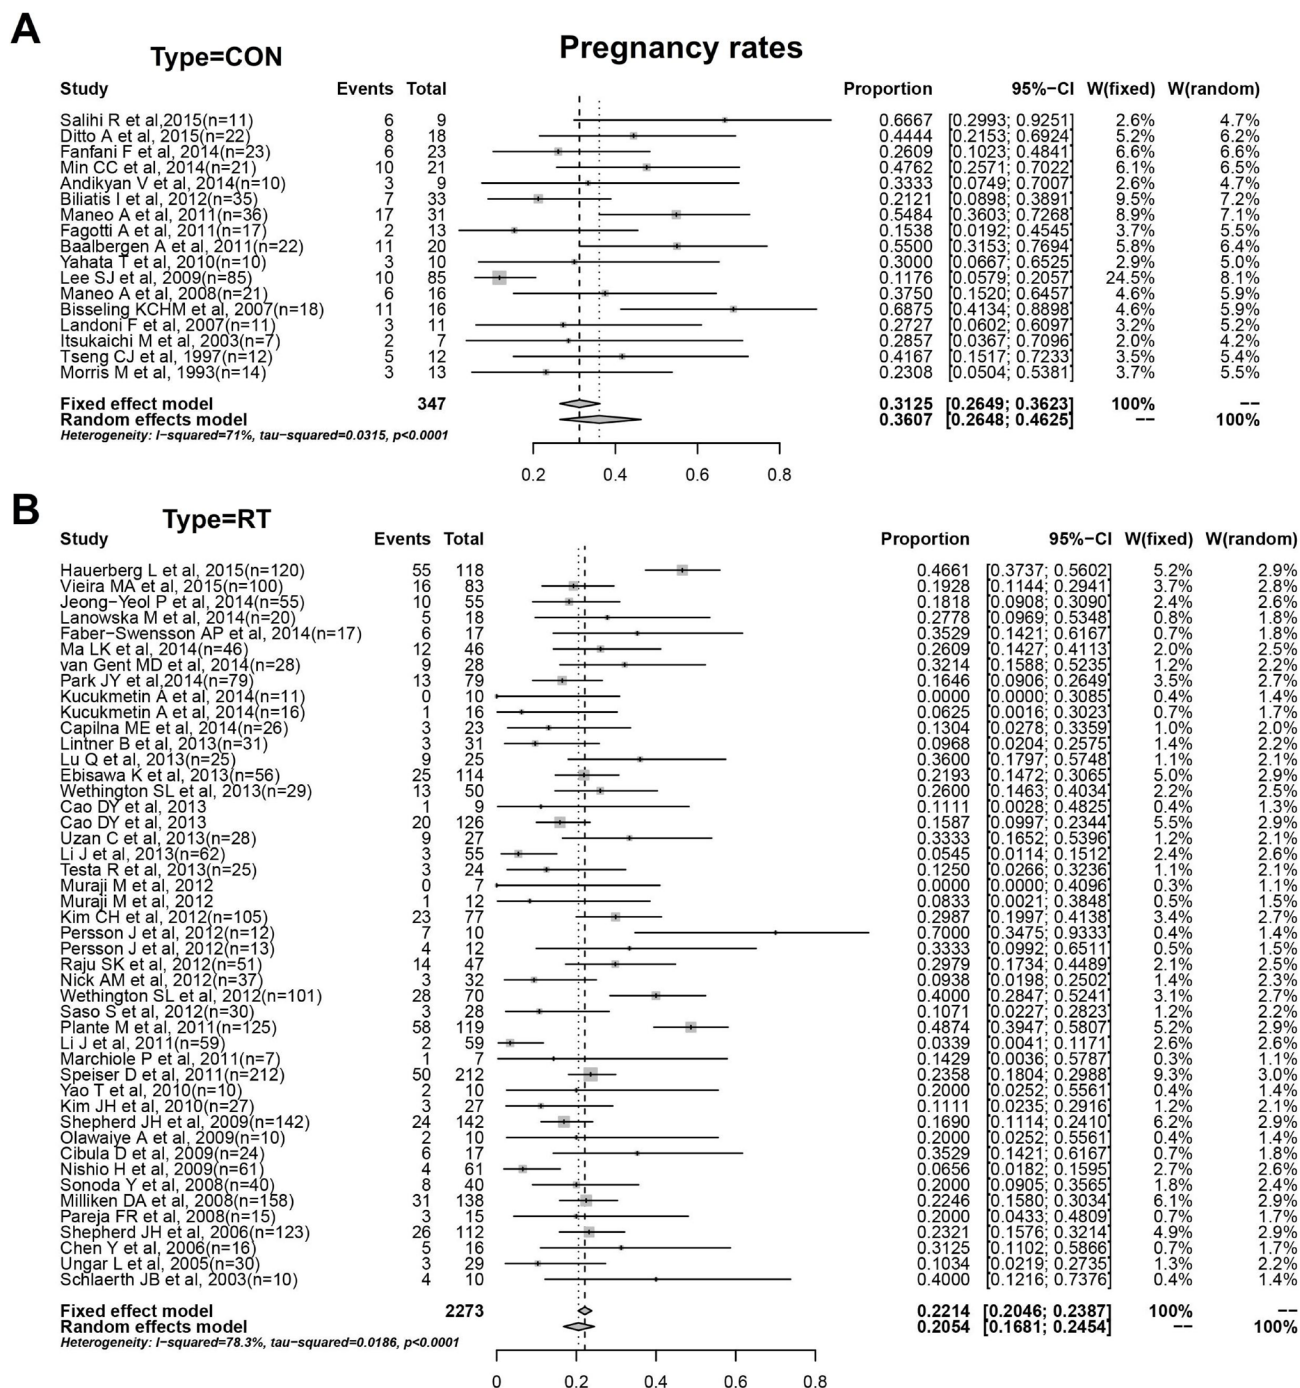 A
Type=CON
Pregnancy rates
Study Events Total Proportion 95%−CI W(fixed) W(random)
Salihi R et al,2015(n=11) 6 9 0.6667 [0.2993; 0.9251] 2.6% 4.7%
Ditto A et al, 2015(n=22) 8 18 0.4444 [0.2153; 0.6924] 5.2% 6.2%
Fanfani F et al, 2014(n=23) 6 23 0.2609 [0.1023; 0.4841] 6.6% 6.6%
Min CC et al, 2014(n=21) 10 21 0.4762 [0.2571; 0.7022] 6.1% 6.5%
Andikyan V et al, 2014(n=10) 3 9 0.3333 [0.0749; 0.7007] 2.6% 4.7%
Biliatis I et al, 2012(n=35) 7 33 0.2121 [0.0898; 0.3891] 9.5% 7.2%
Maneo A et al, 2011(n=36) 17 31 0.5484 [0.3603; 0.7268] 8.9% 7.1%
Fagotti A et al, 2011(n=17) 2 13 0.1538 [0.0192; 0.4545] 3.7% 5.5%
Baalbergen A et al, 2011(n=22) 11 20 0.5500 [0.3153; 0.7694] 5.8% 6.4%
Yahata T et al, 2010(n=10) 3 10 0.3000 [0.0667; 0.6525] 2.9% 5.0%
Lee SJ et al, 2009(n=85) 10 85 0.1176 [0.0579; 0.2057] 24.5% 8.1%
Maneo A et al, 2008(n=21) 6 16 0.3750 [0.1520; 0.6457] 4.6% 5.9%
Bisseling KCHM et al, 2007(n=18) 11 16 0.6875 [0.4134; 0.8898] 4.6% 5.9%
Landoni F et al, 2007(n=11) 3 11 0.2727 [0.0602; 0.6097] 3.2% 5.2%
Itsukaichi M et al, 2003(n=7) 2 7 0.2857 [0.0367; 0.7096] 2.0% 4.2%
Tseng CJ et al, 1997(n=12) 5 12 0.4167 [0.1517; 0.7233] 3.5% 5.4%
Morris M et al, 1993(n=14) 3 13 0.2308 [0.0504; 0.5381] 3.7% 5.5%
Fixed effect model 347 0.3125 [0.2649; 0.3623] 100% −−
Random effects model 0.3607 [0.2648; 0.4625] −− 100%
Heterogeneity: I−squared=71%, tau−squared=0.0315, p<0.0001
0.2 0.4 0.6 0.8
B
Type=RT
Study Events Total Proportion 95%−CI W(fixed) W(random)
Hauerberg L et al, 2015(n=120) 55 118 0.4661 [0.3737; 0.5602] 5.2% 2.9%
Vieira MA et al, 2015(n=100) 16 83 0.1928 [0.1144; 0.2941] 3.7% 2.8%
Jeong−Yeol P et al, 2014(n=55) 10 55 0.1818 [0.0908; 0.3090] 2.4% 2.6%
Lanowska M et al, 2014(n=20) 5 18 0.2778 [0.0969; 0.5348] 0.8% 1.8%
Faber−Swensson AP et al, 2014(n=17) 6 17 0.3529 [0.1421; 0.6167] 0.7% 1.8%
Ma LK et al, 2014(n=46) 12 46 0.2609 [0.1427; 0.4113] 2.0% 2.5%
van Gent MD et al, 2014(n=28) 9 28 0.3214 [0.1588; 0.5235] 1.2% 2.2%
Park JY et al,2014(n=79) 13 79 0.1646 [0.0906; 0.2649] 3.5% 2.7%
Kucukmetin A et al, 2014(n=11) 0 10 0.0000 [0.0000; 0.3085] 0.4% 1.4%
Kucukmetin A et al, 2014(n=16) 1 16 0.0625 [0.0016; 0.3023] 0.7% 1.7%
Capilna ME et al, 2014(n=26) 3 23 0.1304 [0.0278; 0.3359] 1.0% 2.0%
Lintner B et al, 2013(n=31) 3 31 0.0968 [0.0204; 0.2575] 1.4% 2.2%
Lu Q et al, 2013(n=25) 9 25 0.3600 [0.1797; 0.5748] 1.1% 2.1%
Ebisawa K et al, 2013(n=56) 25 114 0.2193 [0.1472; 0.3065] 5.0% 2.9%
Wethington SL et al, 2013(n=29) 13 50 0.2600 [0.1463; 0.4034] 2.2% 2.5%
Cao DY et al, 2013 1 9 0.1111 [0.0028; 0.4825] 0.4% 1.3%
Cao DY et al, 2013 20 126 0.1587 [0.0997; 0.2344] 5.5% 2.9%
Uzan C et al, 2013(n=28) 9 27 0.3333 [0.1652; 0.5396] 1.2% 2.1%
Li J et al, 2013(n=62) 3 55 0.0545 [0.0114; 0.1512] 2.4% 2.6%
Testa R et al, 2013(n=25) 3 24 0.1250 [0.0266; 0.3236] 1.1% 2.1%
Muraji M et al, 2012 0 7 0.0000 [0.0000; 0.4096] 0.3% 1.1%
Muraji M et al, 2012 1 12 0.0833 [0.0021; 0.3848] 0.5% 1.5%
Kim CH et al, 2012(n=105) 23 77 0.2987 [0.1997; 0.4138] 3.4% 2.7%
Persson J et al, 2012(n=12) 7 10 0.7000 [0.3475; 0.9333] 0.4% 1.4%
Persson J et al, 2012(n=13) 4 12 0.3333 [0.0992; 0.6511] 0.5% 1.5%
Raju SK et al, 2012(n=51) 14 47 0.2979 [0.1734; 0.4489] 2.1% 2.5%
Nick AM et al, 2012(n=37) 3 32 0.0938 [0.0198; 0.2502] 1.4% 2.3%
Wethington SL et al, 2012(n=101) 28 70 0.4000 [0.2847; 0.5241] 3.1% 2.7%
Saso S et al, 2012(n=30) 3 28 0.1071 [0.0227; 0.2823] 1.2% 2.2%
Plante M et al, 2011(n=125) 58 119 0.4874 [0.3947; 0.5807] 5.2% 2.9%
Li J et al, 2011(n=59) 2 59 0.0339 [0.0041; 0.1171] 2.6% 2.6%
Marchiole P et al, 2011(n=7) 1 7 0.1429 [0.0036; 0.5787] 0.3% 1.1%
Speiser D et al, 2011(n=212) 50 212 0.2358 [0.1804; 0.2988] 9.3% 3.0%
Yao T et al, 2010(n=10) 2 10 0.2000 [0.0252; 0.5561] 0.4% 1.4%
Kim JH et al, 2010(n=27) 3 27 0.1111 [0.0235; 0.2916] 1.2% 2.1%
Shepherd JH et al, 2009(n=142) 24 142 0.1690 [0.1114; 0.2410] 6.2% 2.9%
Olawaiye A et al, 2009(n=10) 2 10 0.2000 [0.0252; 0.5561] 0.4% 1.4%
Cibula D et al, 2009(n=24) 6 17 0.3529 [0.1421; 0.6167] 0.7% 1.8%
Nishio H et al, 2009(n=61) 4 61 0.0656 [0.0182; 0.1595] 2.7% 2.6%
Sonoda Y et al, 2008(n=40) 8 40 0.2000 [0.0905; 0.3565] 1.8% 2.4%
Milliken DA et al, 2008(n=158) 31 138 0.2246 [0.1580; 0.3034] 6.1% 2.9%
Pareja FR et al, 2008(n=15) 3 15 0.2000 [0.0433; 0.4809] 0.7% 1.7%
Shepherd JH et al, 2006(n=123) 26 112 0.2321 [0.1576; 0.3214] 4.9% 2.9%
Chen Y et al, 2006(n=16) 5 16 0.3125 [0.1102; 0.5866] 0.7% 1.7%
Ungar L et al, 2005(n=30) 3 29 0.1034 [0.0219; 0.2735] 1.3% 2.2%
Schlaerth JB et al, 2003(n=10) 4 10 0.4000 [0.1216; 0.7376] 0.4% 1.4%
Fixed effect model 2273 0.2214 [0.2046; 0.2387] 100% −−
Random effects model 0.2054 [0.1681; 0.2454] −− 100%
Heterogeneity: I−squared=78.3%, tau−squared=0.0186, p<0.0001
0 0.2 0.4 0.6 0.8